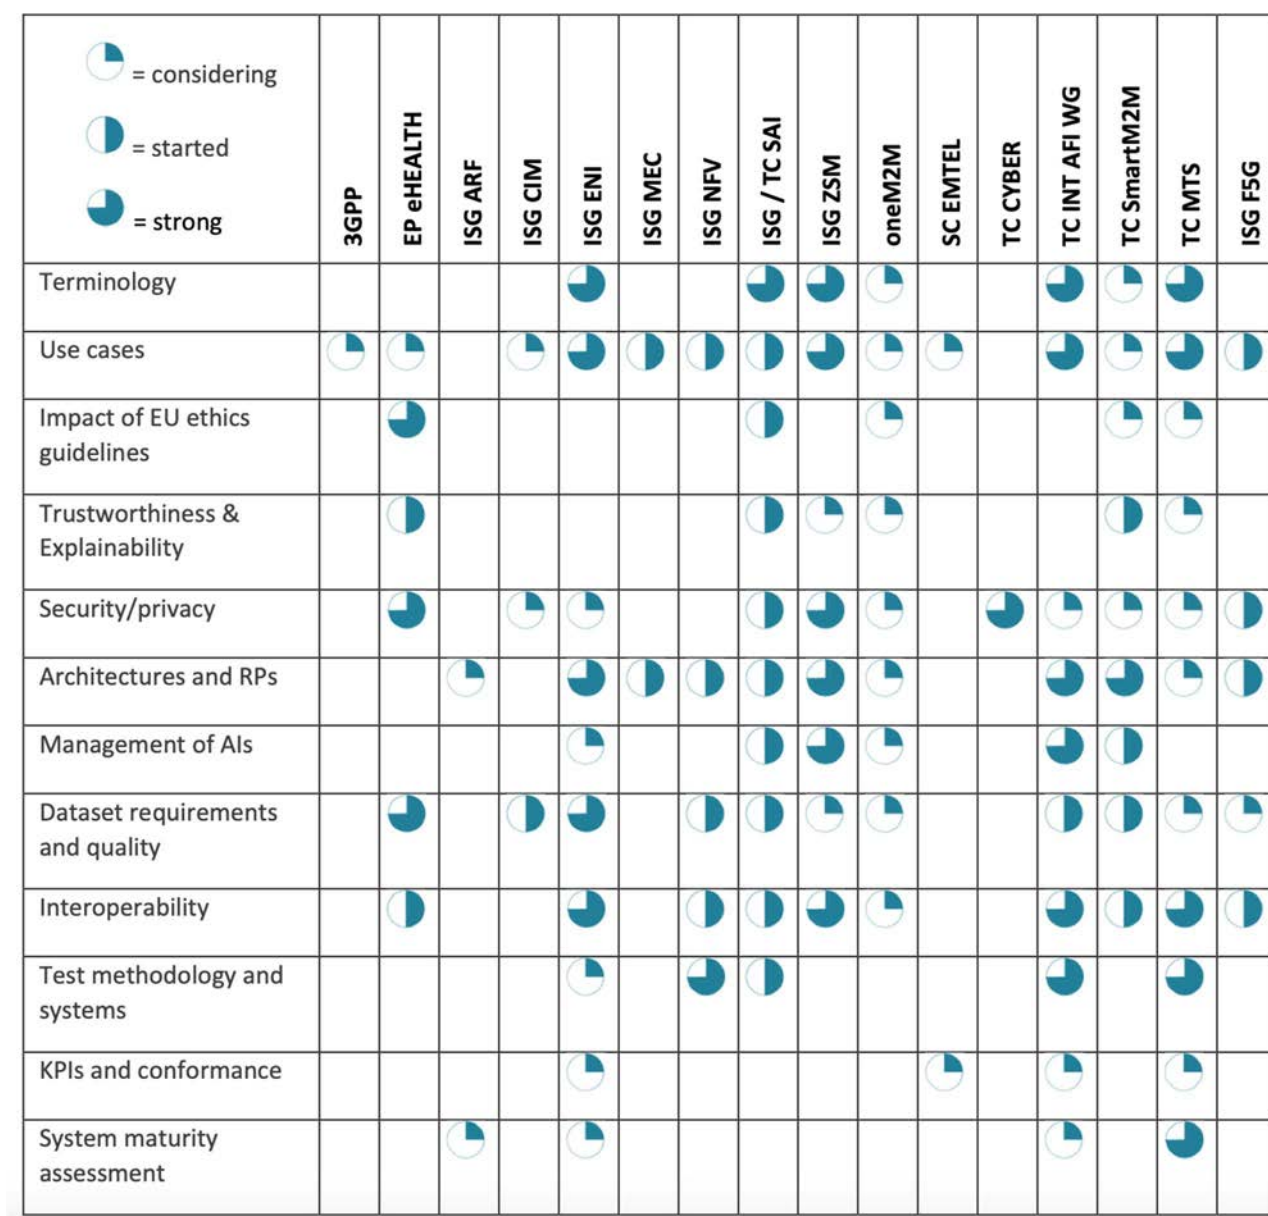 = considering
= started
= strong
3GPP
EP eHEALTH
ISG ARF
ISG CIM
ISG ENI
ISG MEC
ISG NFV
ISG / TC SAI
ISG ZSM
oneM2M
SC EMTEL
TC CYBER
TC INT AFI WG
TC SmartM2M
TC MTS
ISG F5G
Terminology
Use cases
Impact of EU ethics
guidelines
Trustworthiness &
Explainability
Security/privacy
Architectures and RPs
Management of AIs
Dataset requirements
and quality
Interoperability
Test methodology and
systems
KPIs and conformance
System maturity
assessment